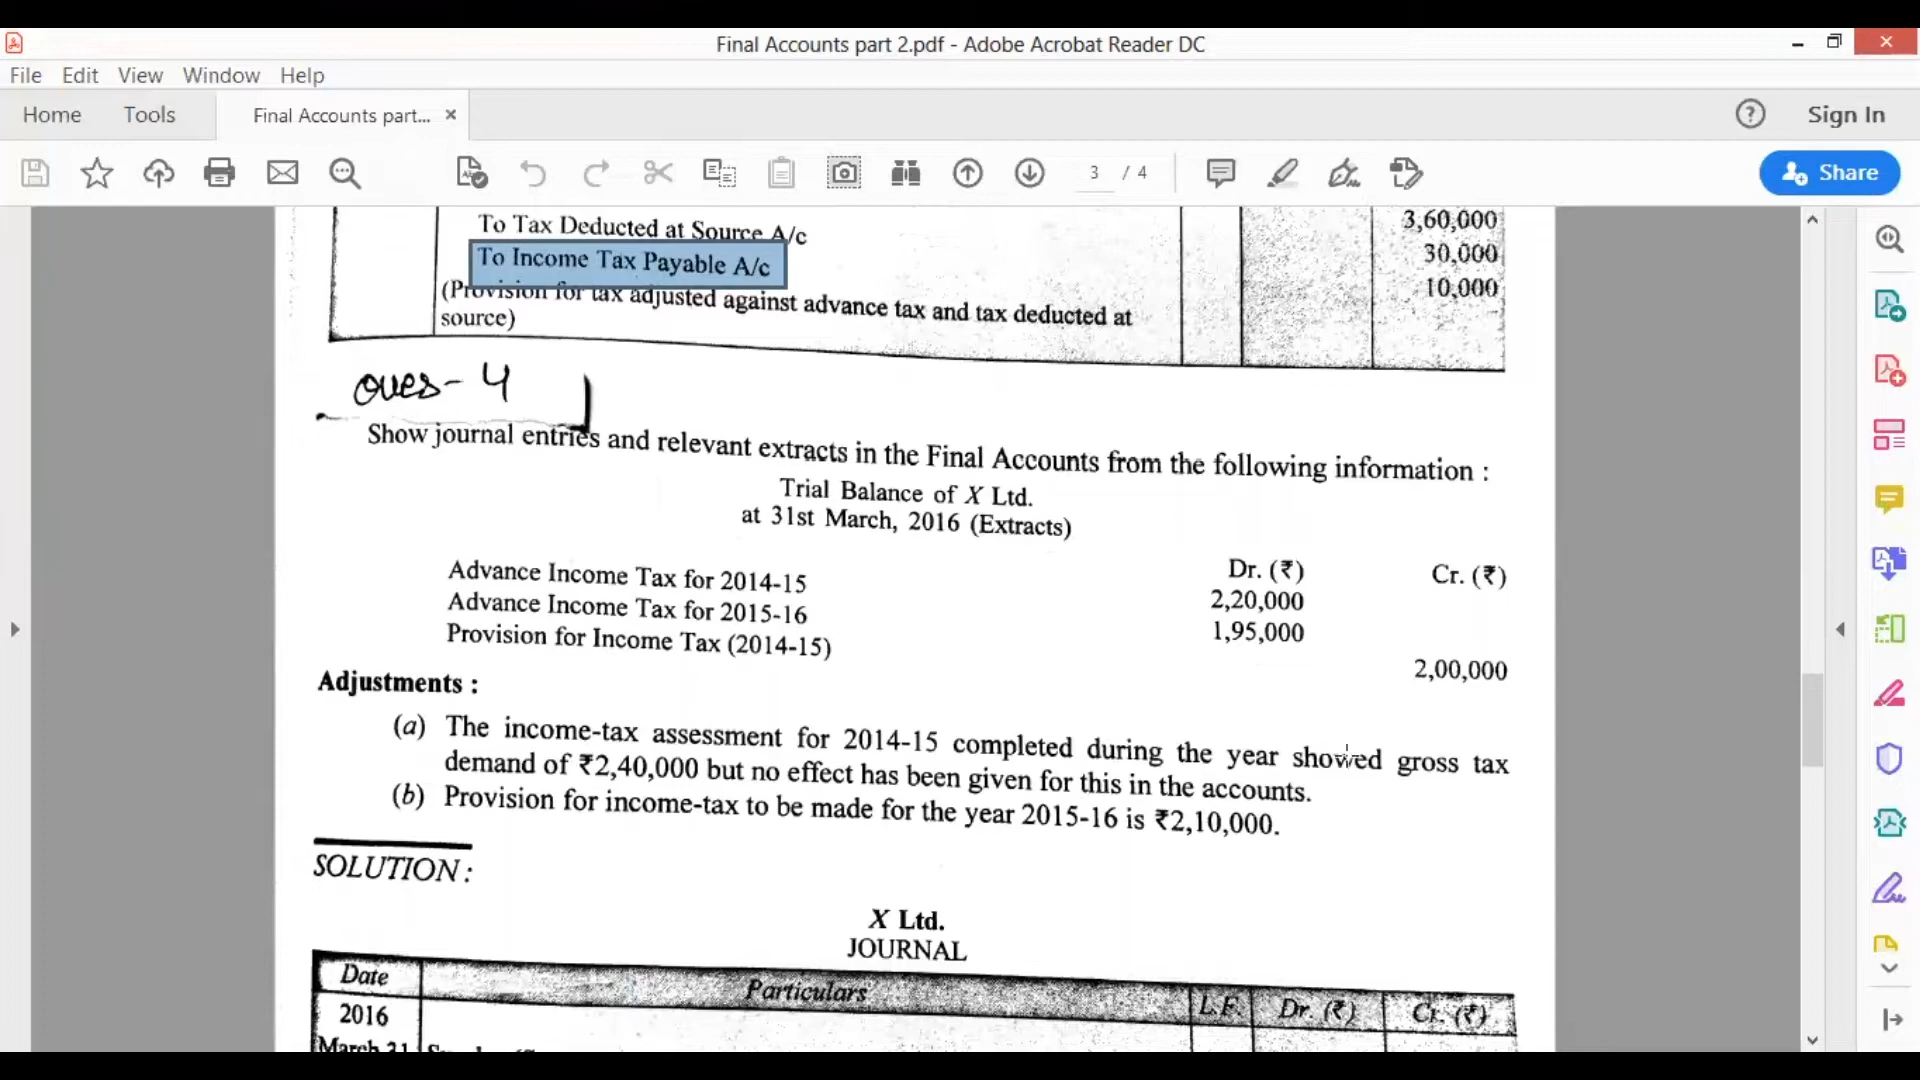 Final Accounts part 2.pdf - Adobe Acrobat Reader DC
File Edit View Window Help
Home Tools Final Accounts part... × Sign In
3 / 4 Share
To Tax Deducted at Source A/c 3,60,000
To Income Tax Payable A/c 30,000
(Provision for tax adjusted against advance tax and tax deducted at 10,000
source)
Ques- 4
Show journal entries and relevant extracts in the Final Accounts from the following information :
Trial Balance of X Ltd.
at 31st March, 2016 (Extracts)
Dr. (₹) Cr. (₹)
Advance Income Tax for 2014-15 2,20,000
Advance Income Tax for 2015-16 1,95,000
Provision for Income Tax (2014-15) 2,00,000
Adjustments :
(a) The income-tax assessment for 2014-15 completed during the year showed gross tax
demand of ₹2,40,000 but no effect has been given for this in the accounts.
(b) Provision for income-tax to be made for the year 2015-16 is ₹2,10,000.
SOLUTION :
X Ltd.
JOURNAL
Date Particulars L.F. Dr. (₹) Cr. (₹)
2016
March 31